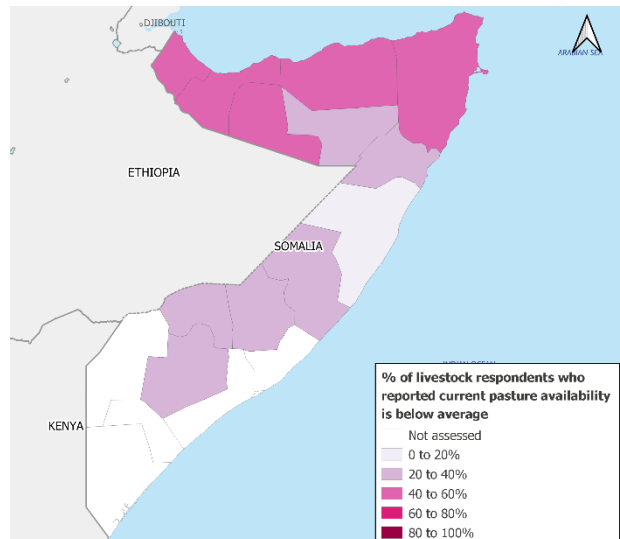 DJIBOUTI
ARABIAN SEA
ETHIOPIA
SOMALIA
KENYA
INDIAN OCEAN
% of livestock respondents who
reported current pasture availability
is below average
Not assessed
0 to 20%
20 to 40%
40 to 60%
60 to 80%
80 to 100%